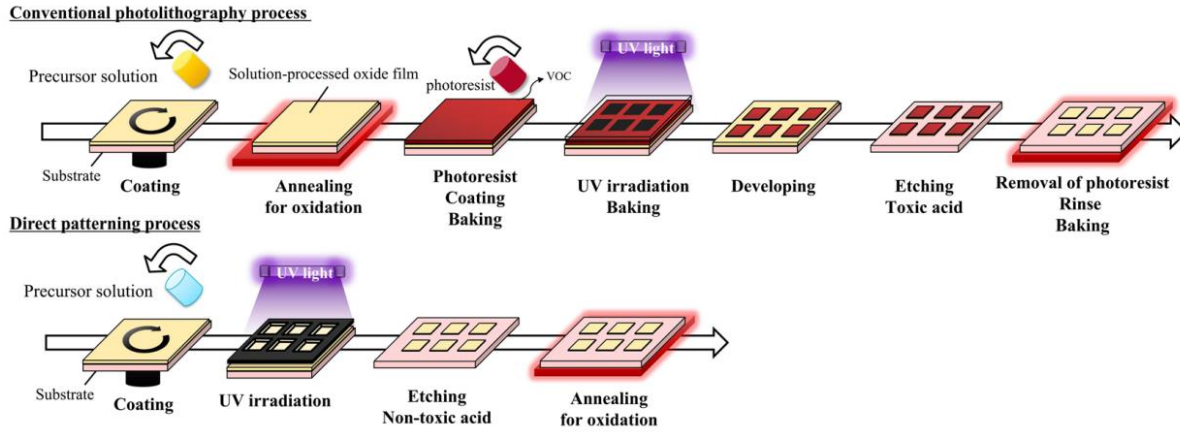 Conventional photolithography process
Precursor solution
Solution-processed oxide film
photoresist
VOC
UV light
Substrate
Coating
Annealing
for oxidation
Photoresist
Coating
Baking
UV irradiation
Baking
Developing
Etching
Toxic acid
Removal of photoresist
Rinse
Baking
Direct patterning process
Precursor solution
UV light
Substrate
Coating
UV irradiation
Etching
Non-toxic acid
Annealing
for oxidation